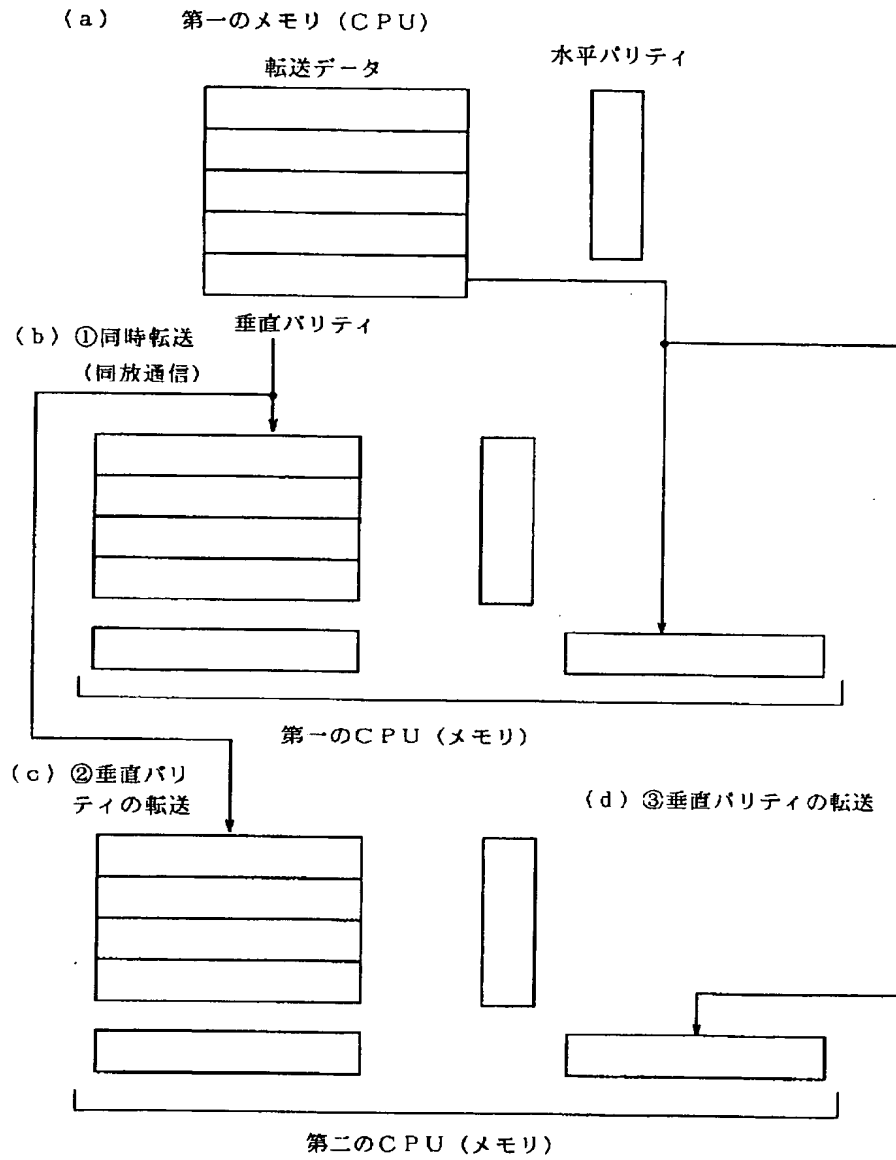 (a) 第一のメモリ(CPU)
転送データ
水平パリティ
垂直パリティ
(b) ①同時転送
(同放通信)
第一のCPU(メモリ)
(c) ②垂直パリ
ティの転送
(d) ③垂直パリティの転送
第二のCPU(メモリ)